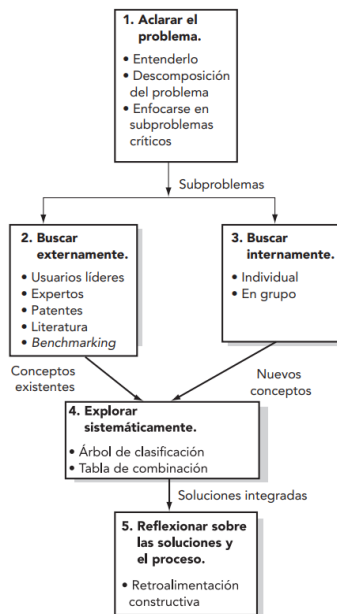 1. Aclarar el
problema.
• Entenderlo
• Descomposición
del problema
• Enfocarse en
subproblemas
críticos
Subproblemas
2. Buscar
externamente.
• Usuarios líderes
• Expertos
• Patentes
• Literatura
• Benchmarking
3. Buscar
internamente.
• Individual
• En grupo
Conceptos
existentes
Nuevos
conceptos
4. Explorar
sistemáticamente.
• Árbol de clasificación
• Tabla de combinación
Soluciones integradas
5. Reflexionar sobre
las soluciones y
el proceso.
• Retroalimentación
constructiva